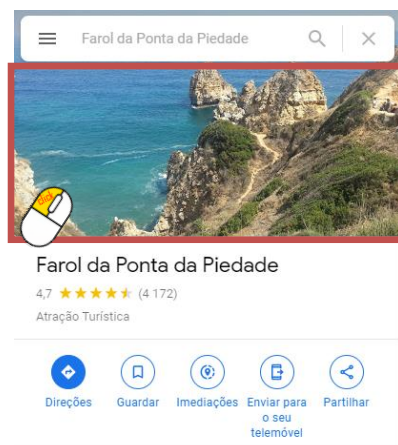 Farol da Ponta da Piedade
click
Farol da Ponta da Piedade
4,7 (4 172)
Atração Turística
Direções Guardar Imediações Enviar para o seu telemóvel Partilhar